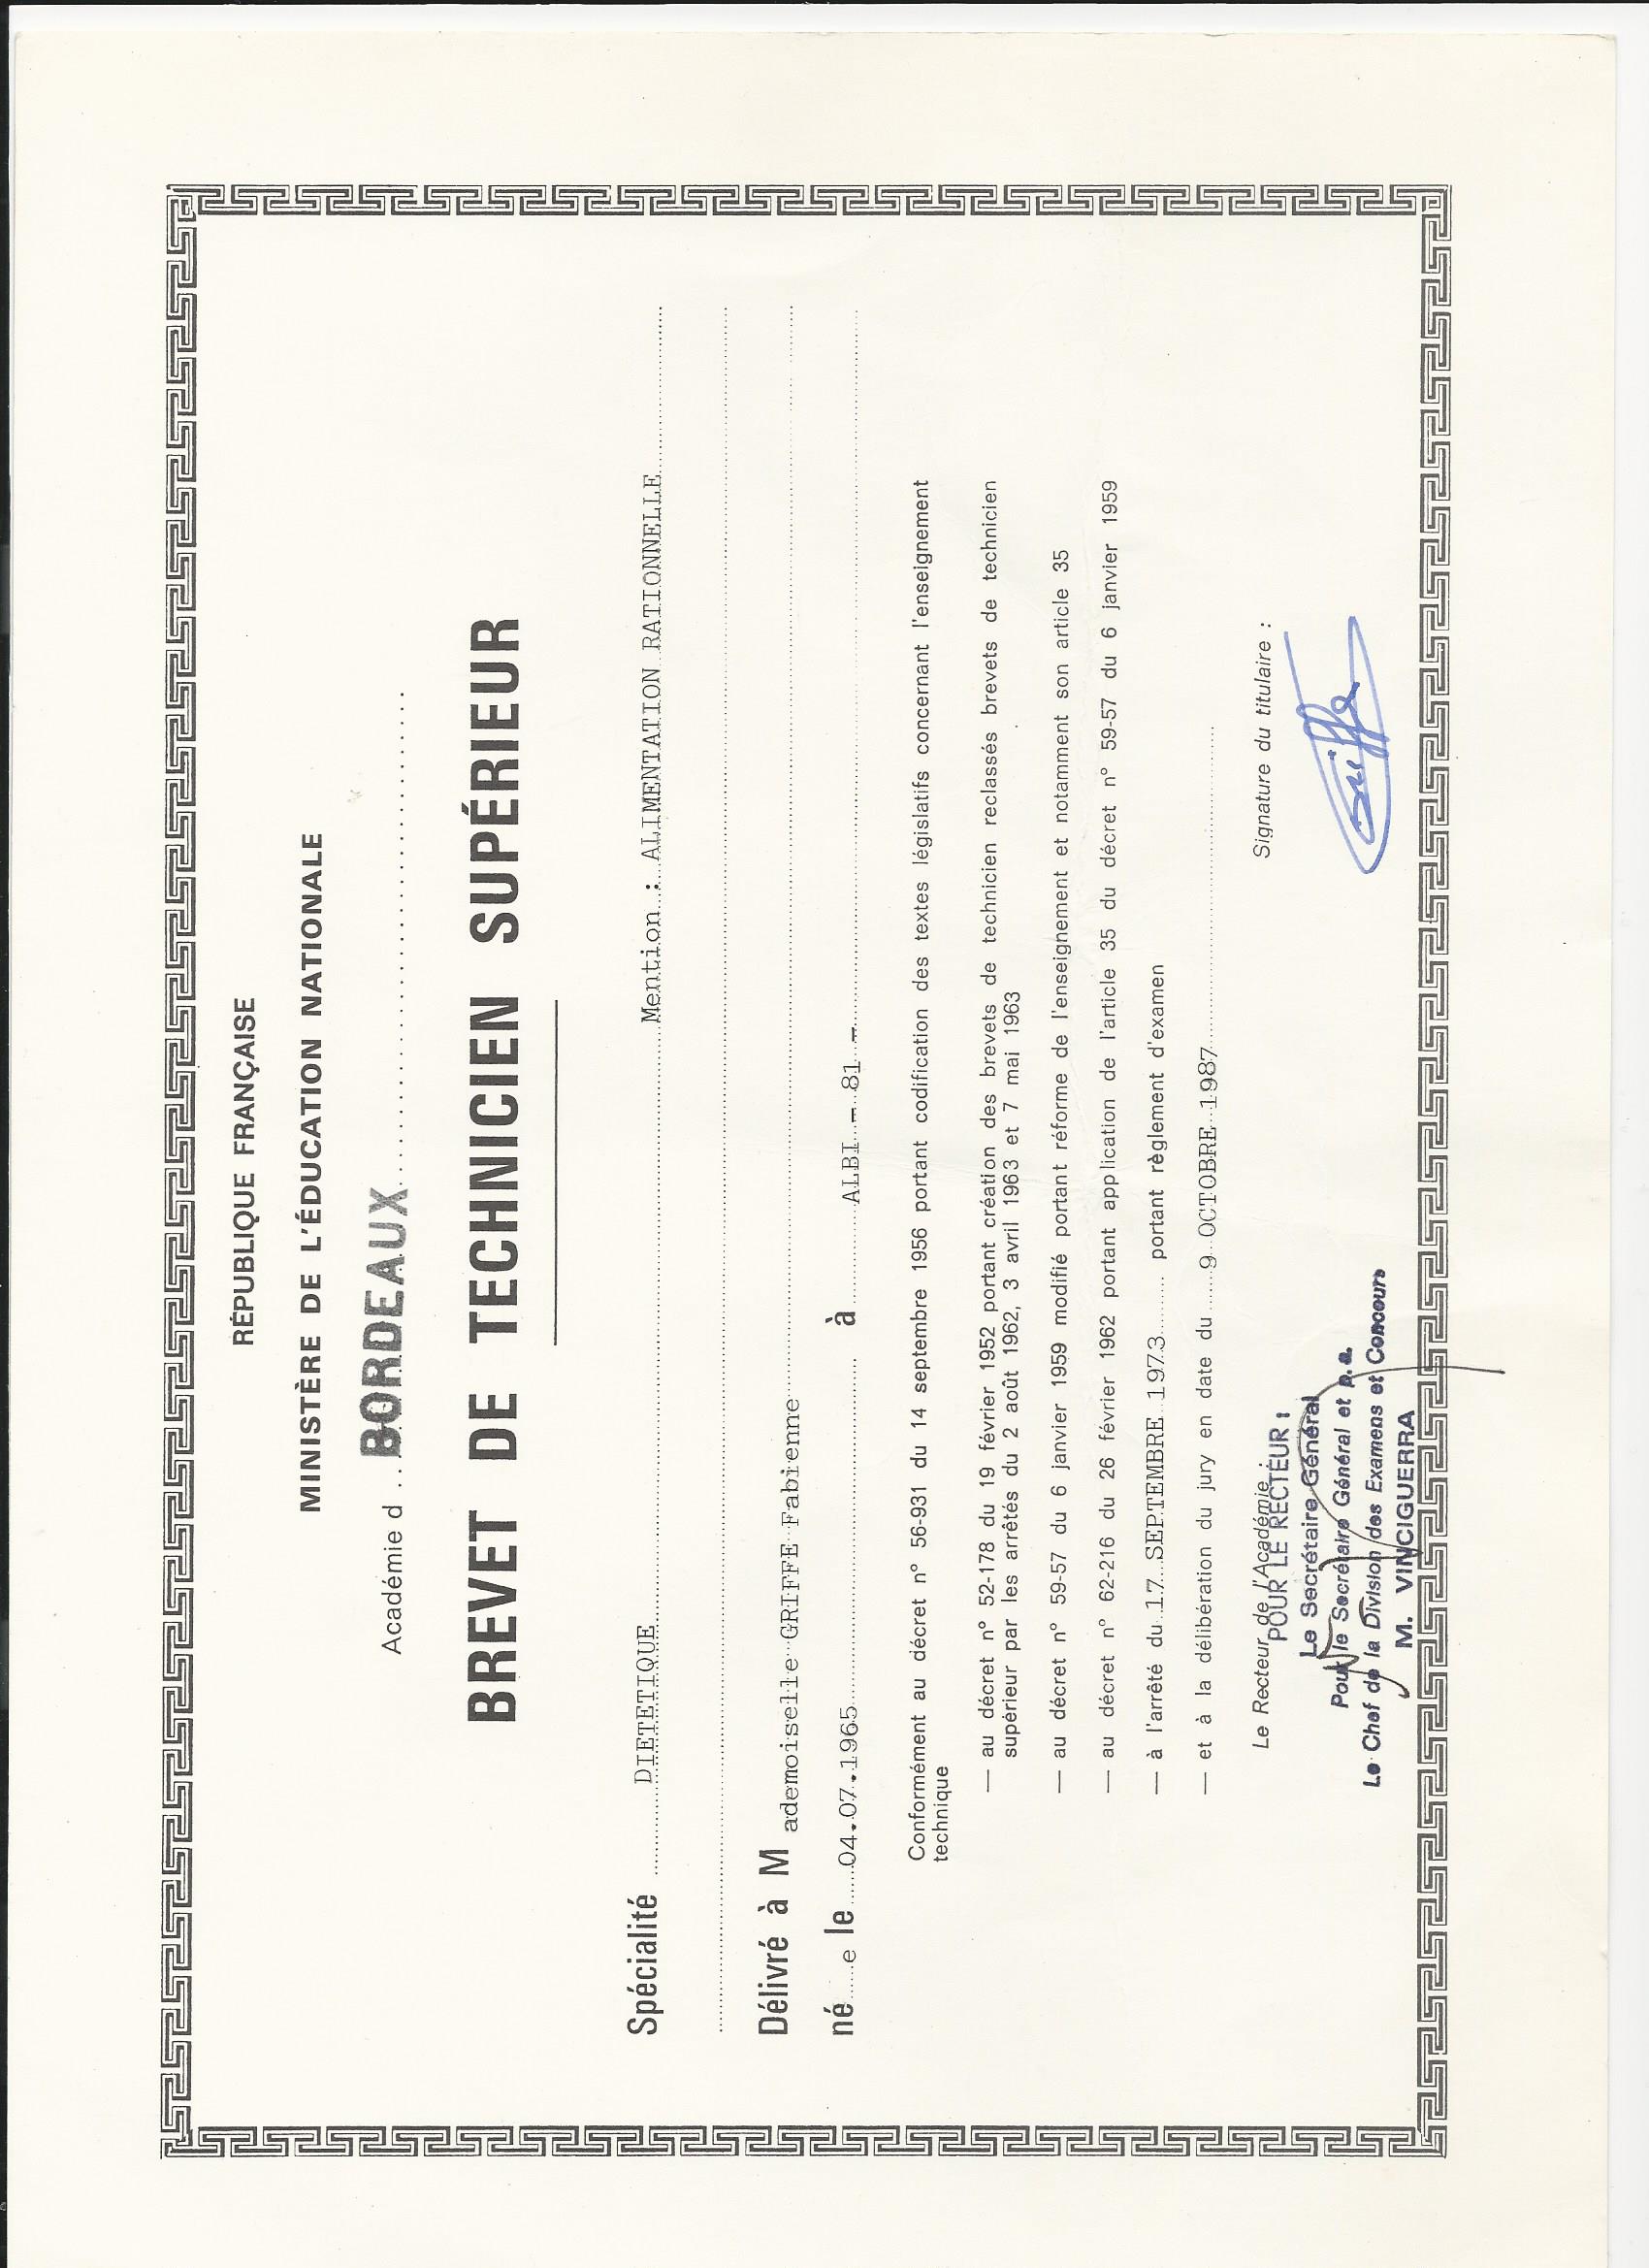 RÉPUBLIQUE FRANÇAISE
MINISTÈRE DE L'ÉDUCATION NATIONALE
Académie d BORDEAUX
BREVET DE TECHNICIEN SUPÉRIEUR
Spécialité DIETETIQUE Mention : ALIMENTATION RATIONNELLE
Délivré à M ademoiselle GRIFFE Fabienne
né e le 04.07.1965 à ALBI - 81 -
Conformément au décret n° 56-931 du 14 septembre 1956 portant codification des textes législatifs concernant l'enseignement
technique
— au décret n° 52-178 du 19 février 1952 portant création des brevets de technicien reclassés brevets de technicien
supérieur par les arrêtés du 2 août 1962, 3 avril 1963 et 7 mai 1963
— au décret n° 59-57 du 6 janvier 1959 modifié portant réforme de l'enseignement et notamment son article 35
— au décret n° 62-216 du 26 février 1962 portant application de l'article 35 du décret n° 59-57 du 6 janvier 1959
— à l'arrêté du 17 SEPTEMBRE 1973 portant règlement d'examen
— et à la délibération du jury en date du 9 OCTOBRE 1987
Le Recteur de l'Académie : Signature du titulaire :
POUR LE RECTEUR :
Le Secrétaire Général
Pour le Secrétaire Général et p.a.
Le Chef de la Division des Examens et Concours
M. VINCIGUERRA
Griffe